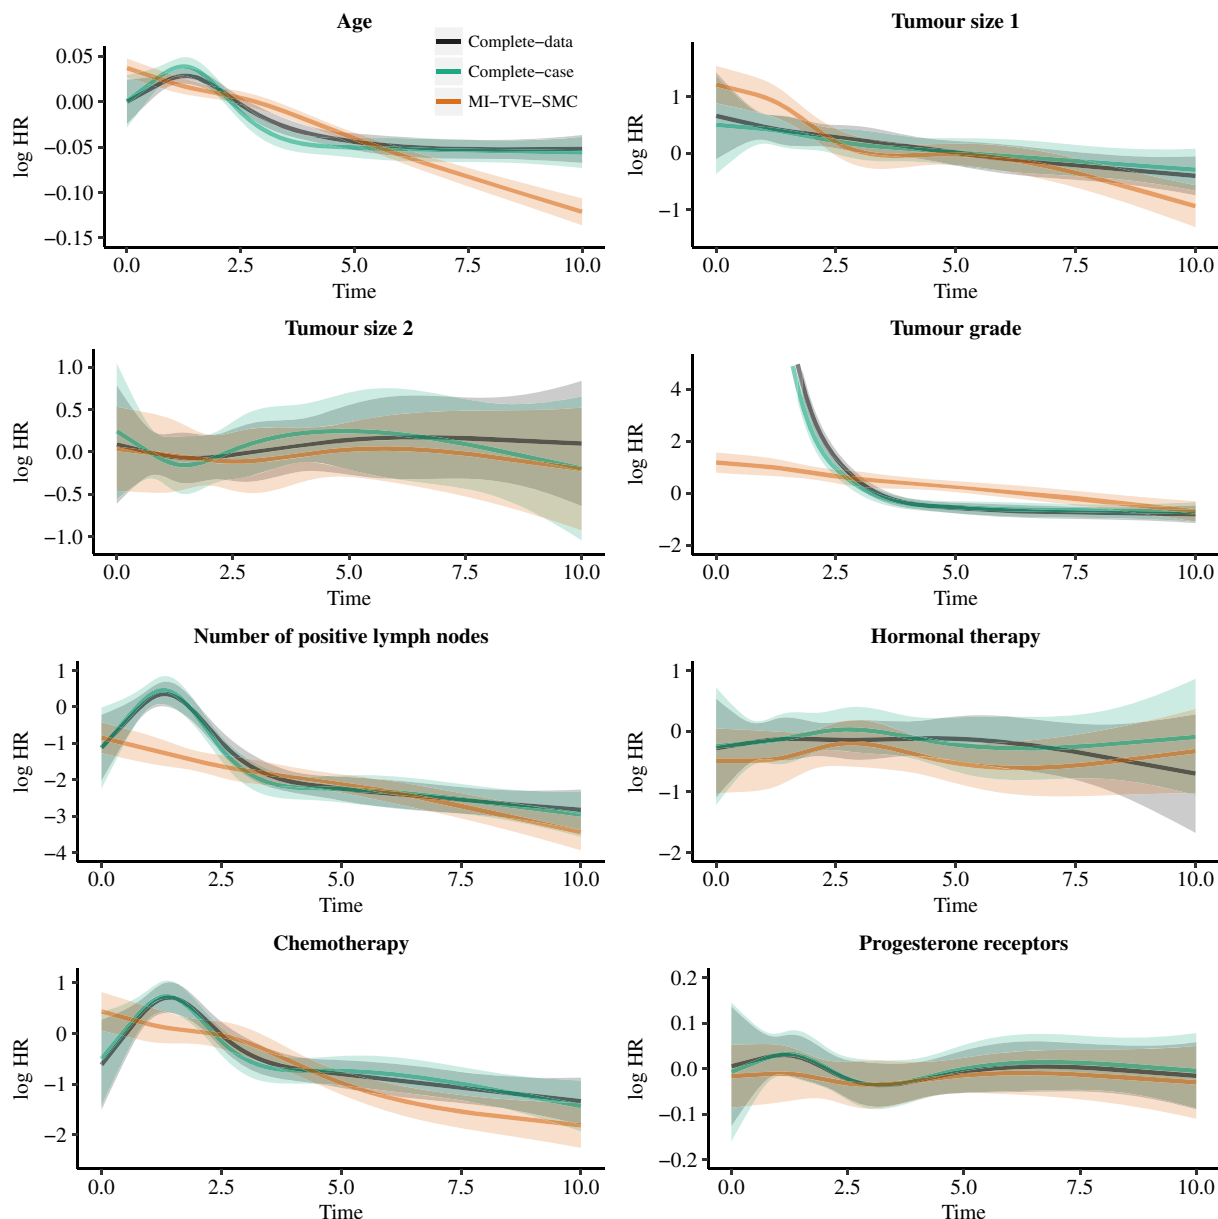 Age
Complete−data
Complete−case
MI−TVE−SMC
log HR
0.05
0.00
−0.05
−0.10
−0.15
0.0 2.5 5.0 7.5 10.0
Time
Tumour size 1
log HR
1
0
−1
0.0 2.5 5.0 7.5 10.0
Time
Tumour size 2
log HR
1.0
0.5
0.0
−0.5
−1.0
0.0 2.5 5.0 7.5 10.0
Time
Tumour grade
log HR
4
2
0
−2
0.0 2.5 5.0 7.5 10.0
Time
Number of positive lymph nodes
log HR
1
0
−1
−2
−3
−4
0.0 2.5 5.0 7.5 10.0
Time
Hormonal therapy
log HR
1
0
−1
−2
0.0 2.5 5.0 7.5 10.0
Time
Chemotherapy
log HR
1
0
−1
−2
0.0 2.5 5.0 7.5 10.0
Time
Progesterone receptors
log HR
0.2
0.1
0.0
−0.1
−0.2
0.0 2.5 5.0 7.5 10.0
Time